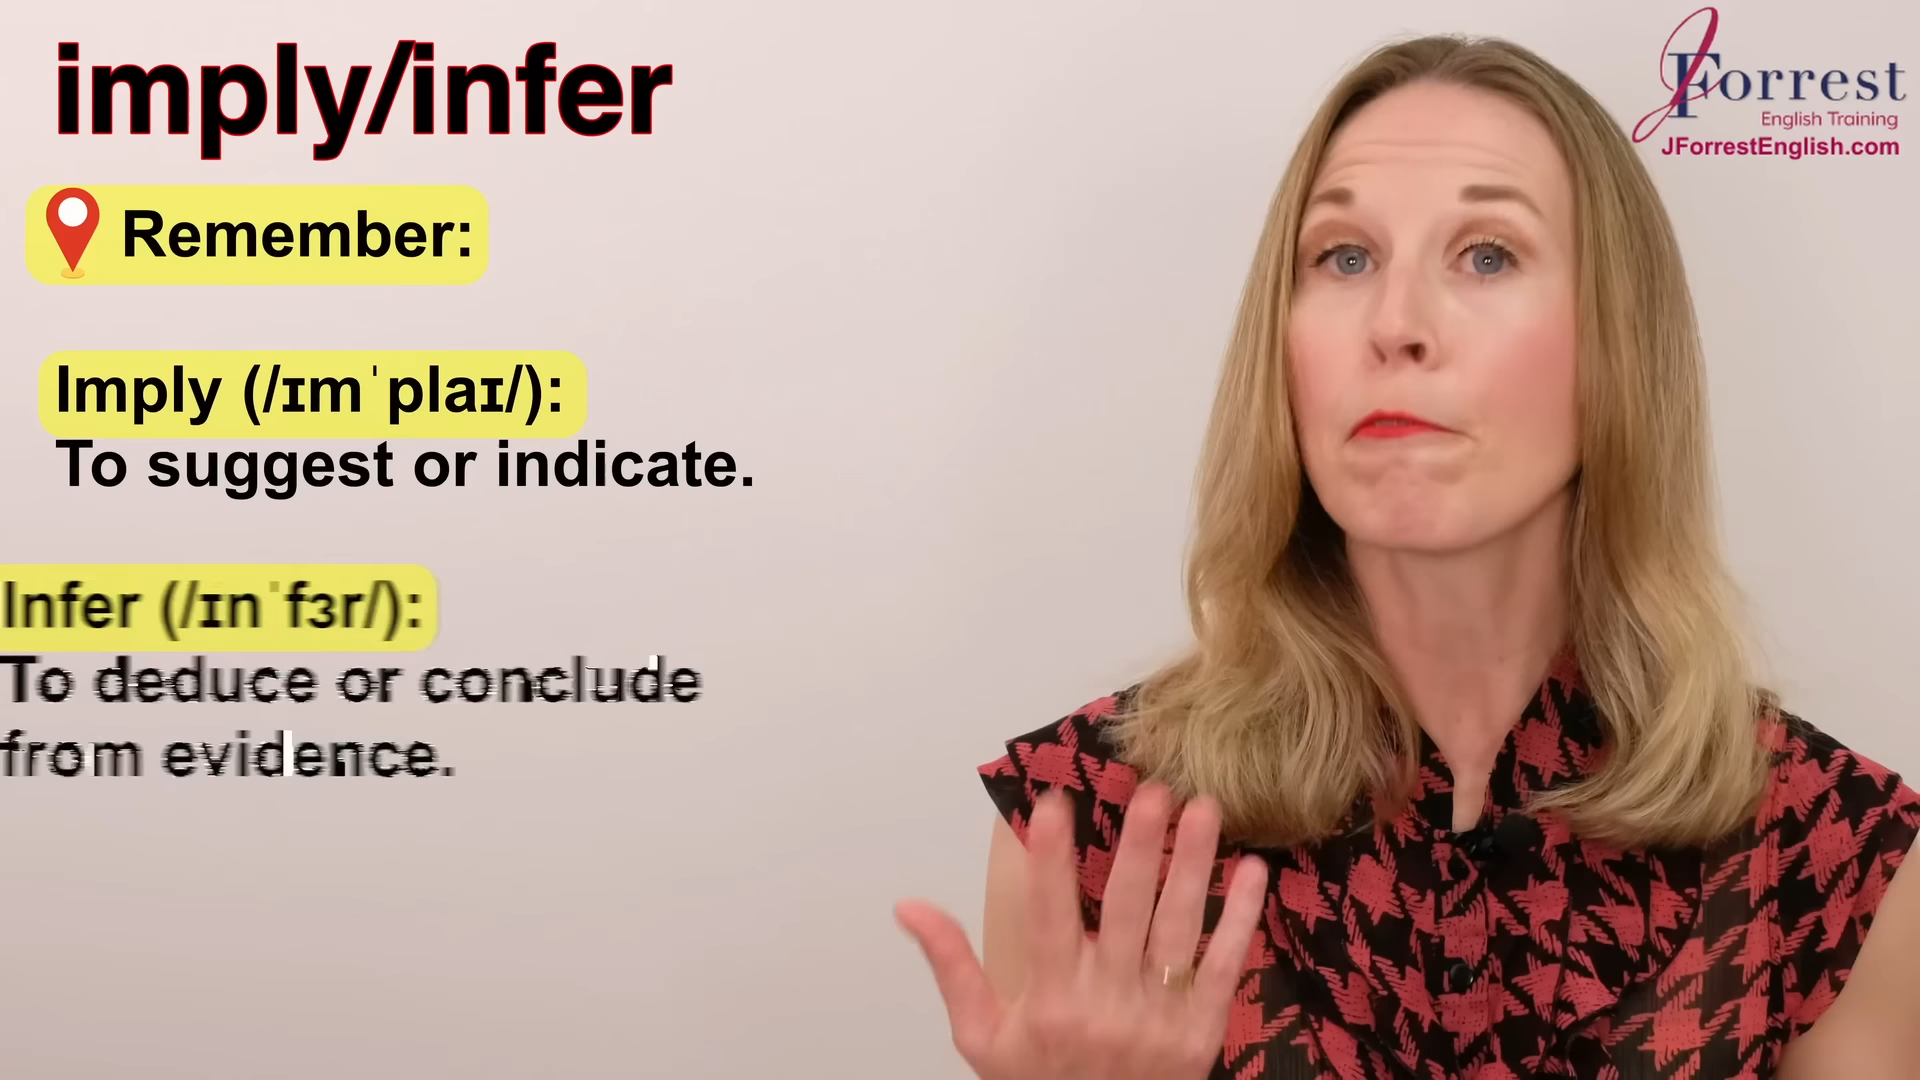 imply/infer
JForrest
English Training
JForrestEnglish.com
Remember:
Imply (/ɪmˈplaɪ/):
To suggest or indicate.
Infer (/ɪnˈfɜr/):
To deduce or conclude
from evidence.